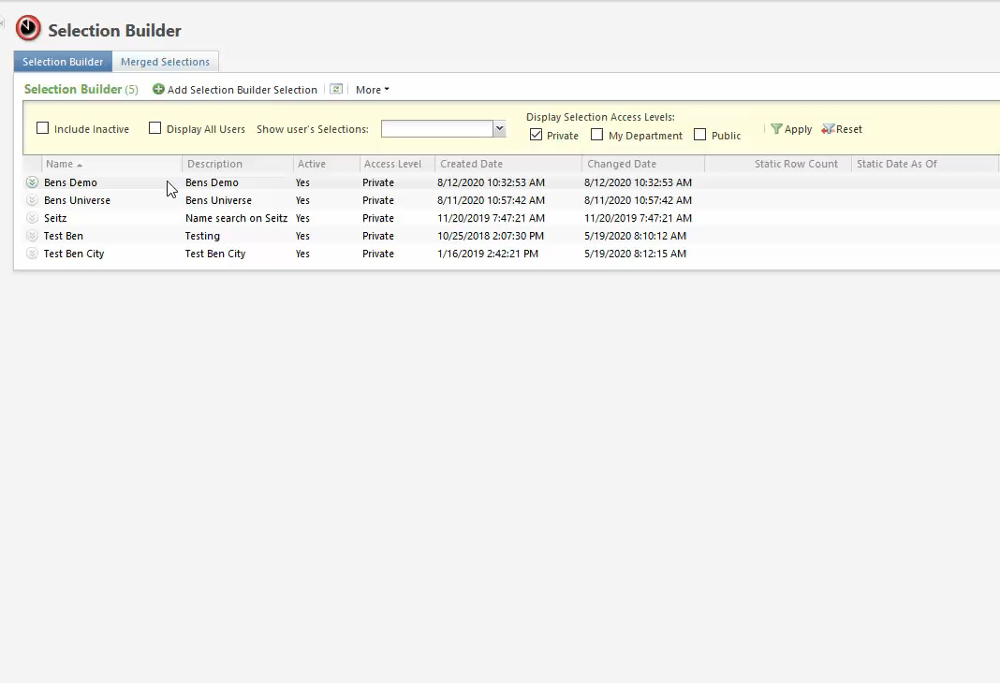 Selection Builder
Selection Builder Merged Selections
Selection Builder (5) Add Selection Builder Selection More
Display Selection Access Levels:
Include Inactive Display All Users Show user's Selections: Private My Department Public Apply Reset
Name Description Active Access Level Created Date Changed Date Static Row Count Static Date As Of
Bens Demo Bens Demo Yes Private 8/12/2020 10:32:53 AM 8/12/2020 10:32:53 AM
Bens Universe Bens Universe Yes Private 8/11/2020 10:57:42 AM 8/11/2020 10:57:42 AM
Seitz Name search on Seitz Yes Private 11/20/2019 7:47:21 AM 11/20/2019 7:47:21 AM
Test Ben Testing Yes Private 10/25/2018 2:07:30 PM 5/19/2020 8:10:12 AM
Test Ben City Test Ben City Yes Private 1/16/2019 2:42:21 PM 5/19/2020 8:12:15 AM